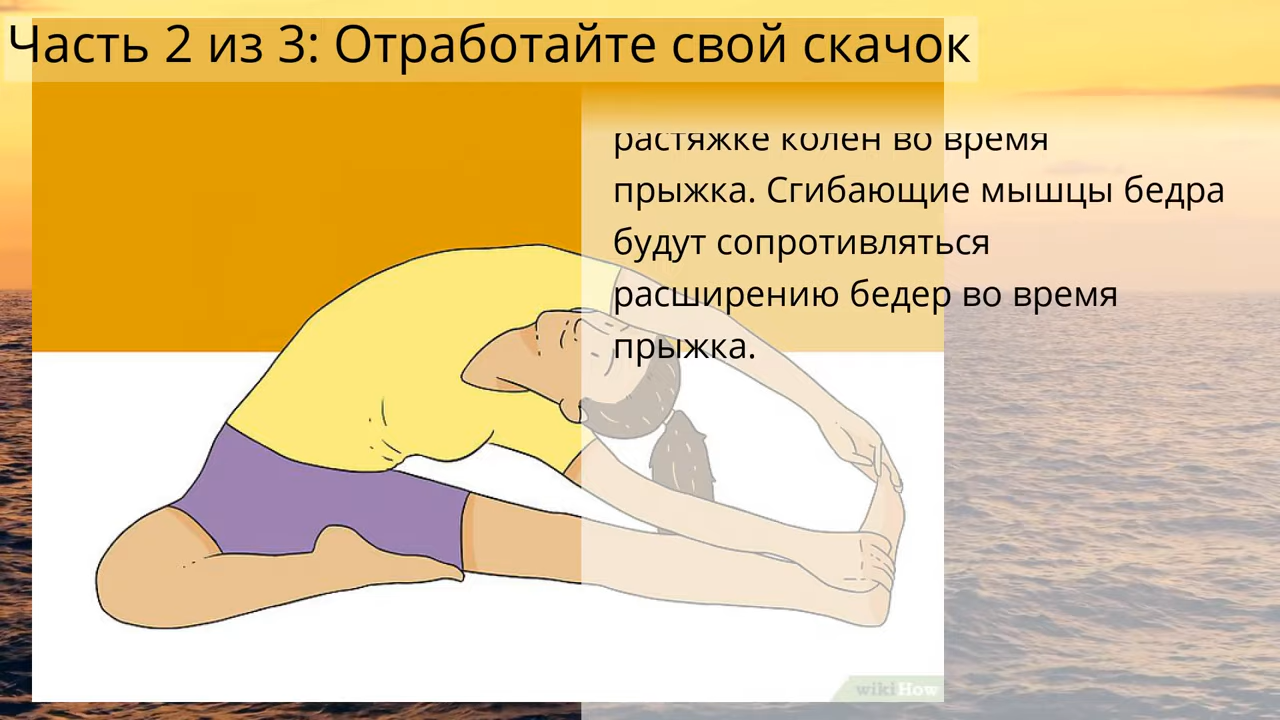 Часть 2 из 3: Отработайте свой скачок
растяжке колен во время
прыжка. Сгибающие мышцы бедра
будут сопротивляться
расширению бедер во время
прыжка.
wikiHow